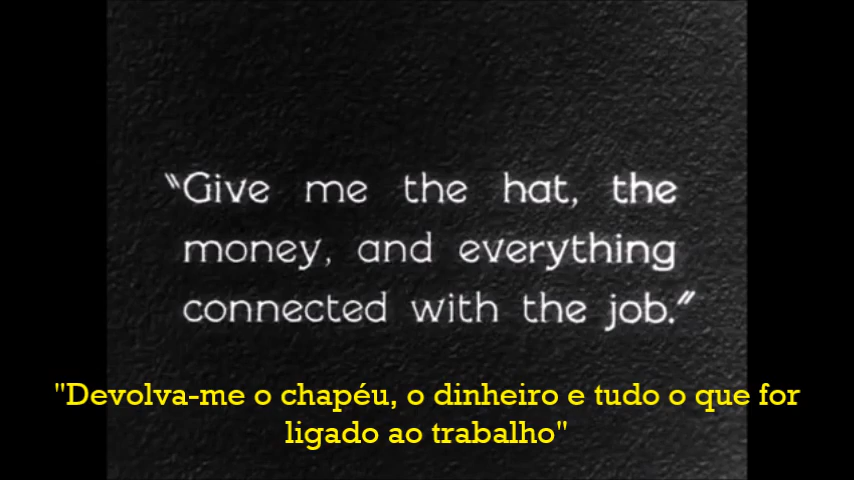 “Give me the hat, the
money, and everything
connected with the job.”
"Devolva-me o chapéu, o dinheiro e tudo o que for
ligado ao trabalho"